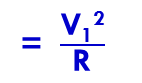 = V₁² / R